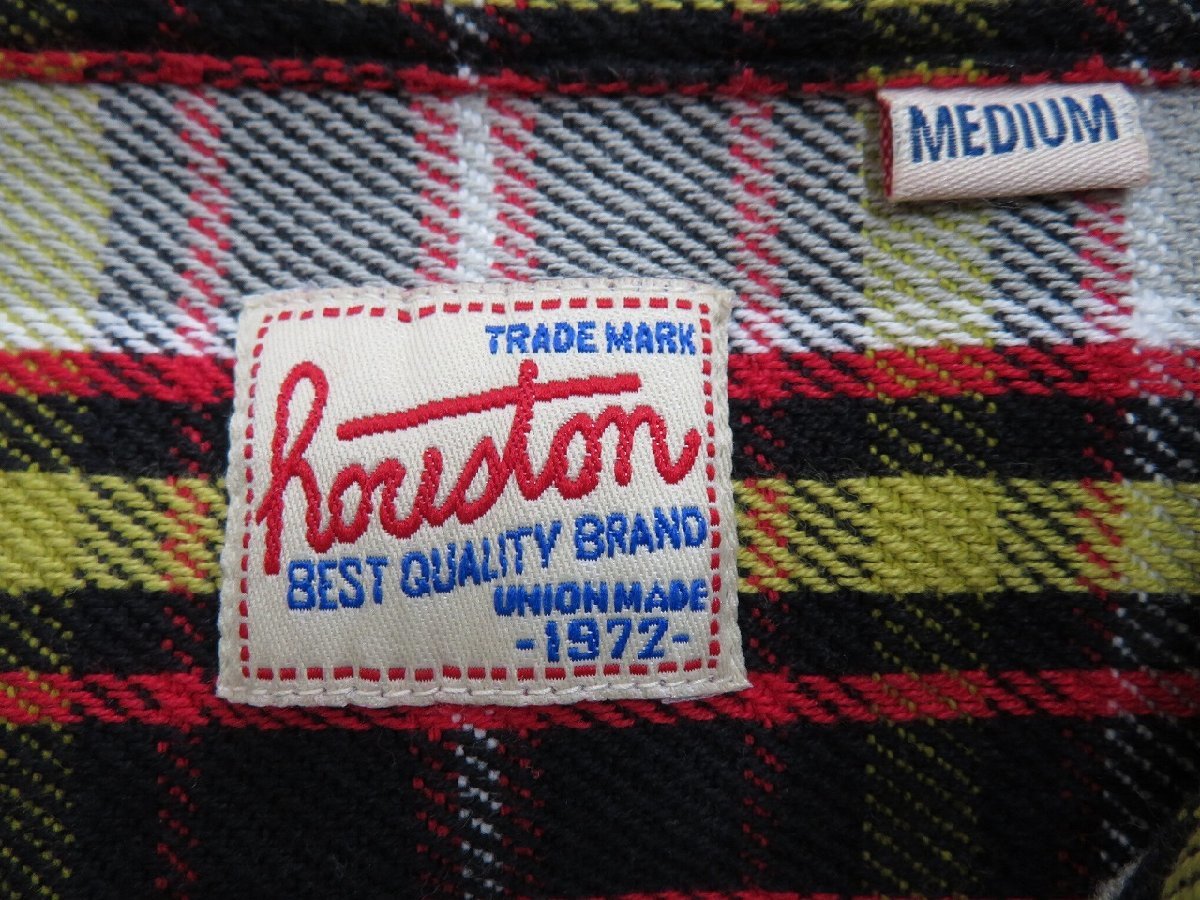 MEDIUM
TRADE MARK
houston
BEST QUALITY BRAND
UNION MADE
-1972-